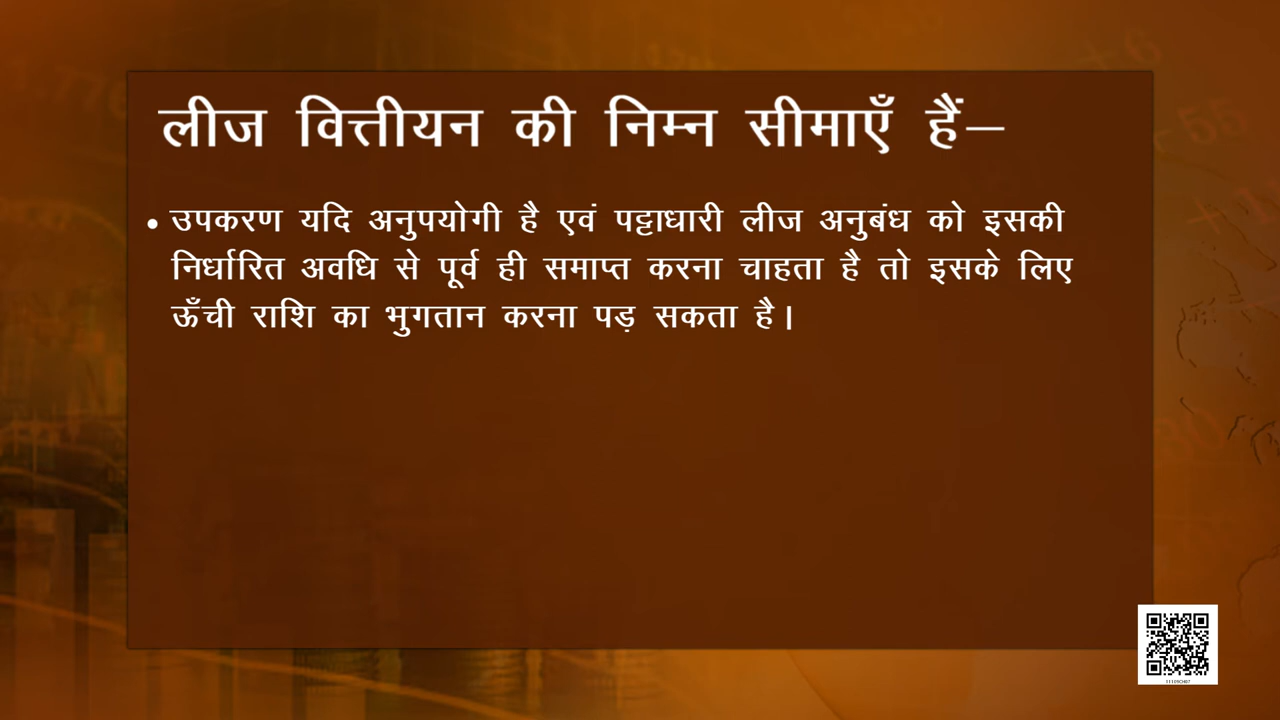 लीज वित्तीयन की निम्न सीमाएँ हैं–
• उपकरण यदि अनुपयोगी है एवं पट्टाधारी लीज अनुबंध को इसकी
निर्धारित अवधि से पूर्व ही समाप्त करना चाहता है तो इसके लिए
ऊँची राशि का भुगतान करना पड़ सकता है।